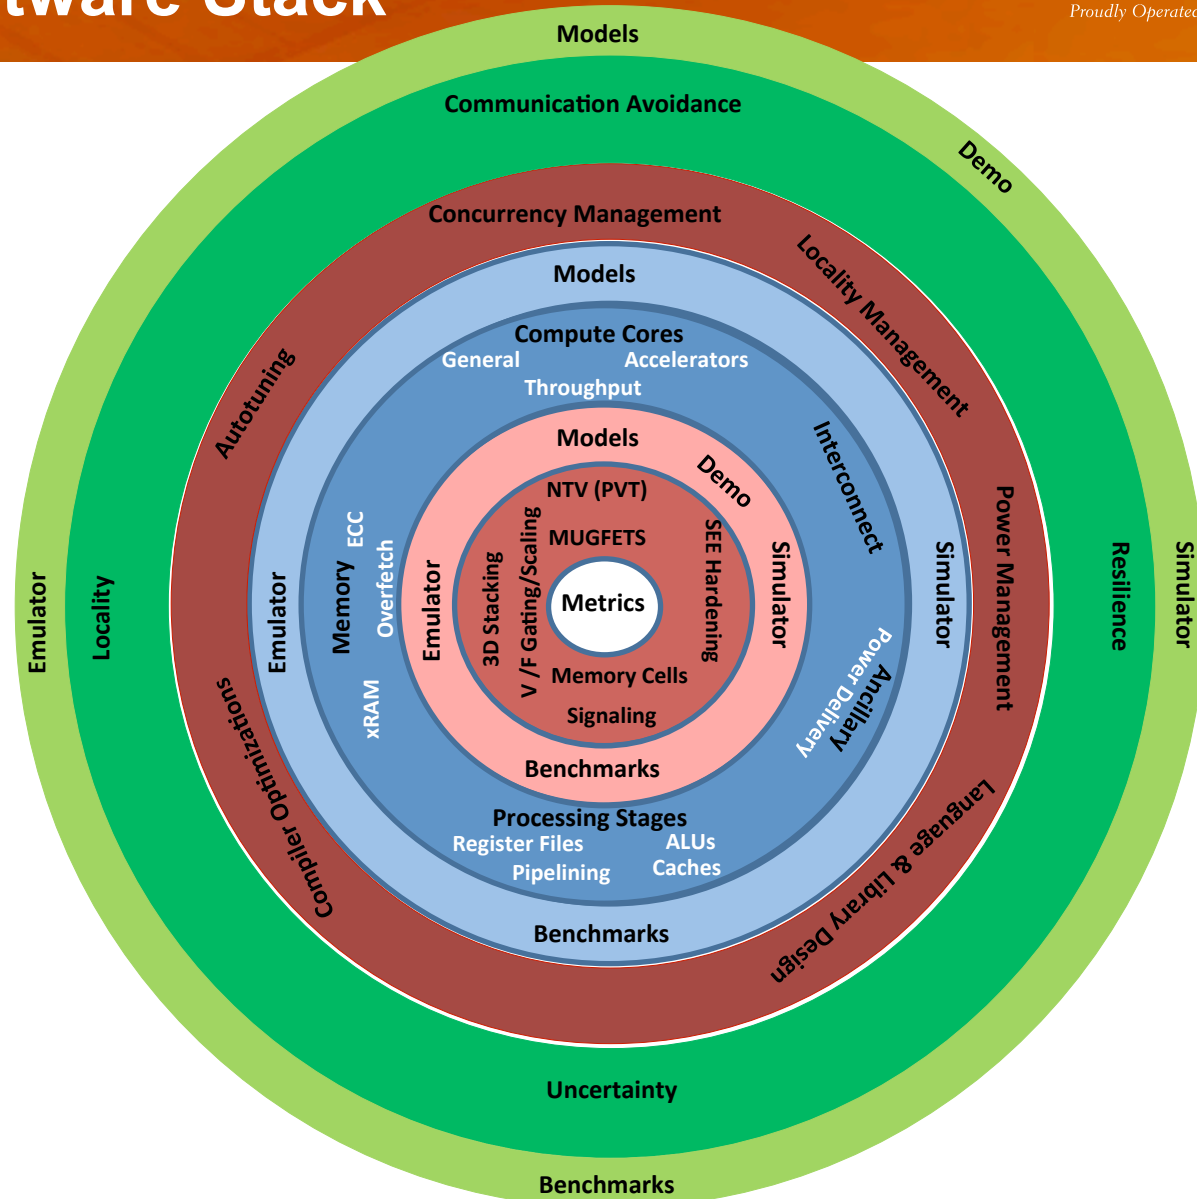 tware Stack
Proudly Operated
Models
Communication Avoidance
Demo
Concurrency Management
Locality Management
Models
Compute Cores
General
Accelerators
Throughput
Autotuning
Interconnect
Models
Demo
NTV (PVT)
MUGFETS
SEE Hardening
V /F Gating/Scaling
3D Stacking
Metrics
Memory Cells
Signaling
Emulator
Simulator
Benchmarks
ECC
Memory
Overfetch
xRAM
Power Delivery
Ancillary
Processing Stages
Register Files
ALUs
Pipelining
Caches
Emulator
Simulator
Benchmarks
Power Management
Compiler Optimizations
Language & Library Design
Locality
Resilience
Uncertainty
Emulator
Simulator
Benchmarks